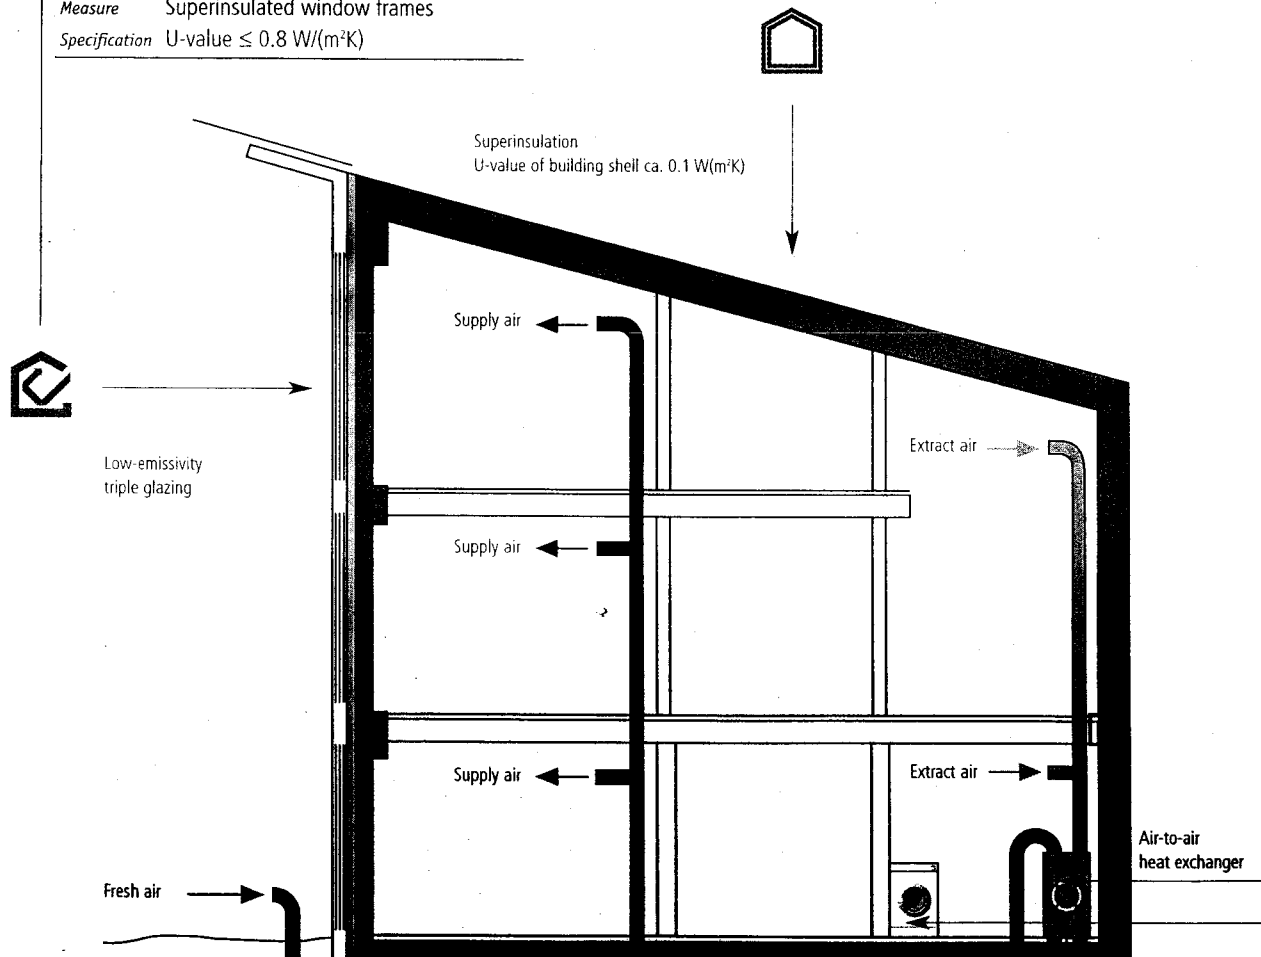 Measure Superinsulated window frames
Specification U-value ≤ 0.8 W/(m²K)
Superinsulation
U-value of building shell ca. 0.1 W(m²K)
Supply air
Low-emissivity
triple glazing
Extract air
Supply air
Supply air
Extract air
Air-to-air
heat exchanger
Fresh air